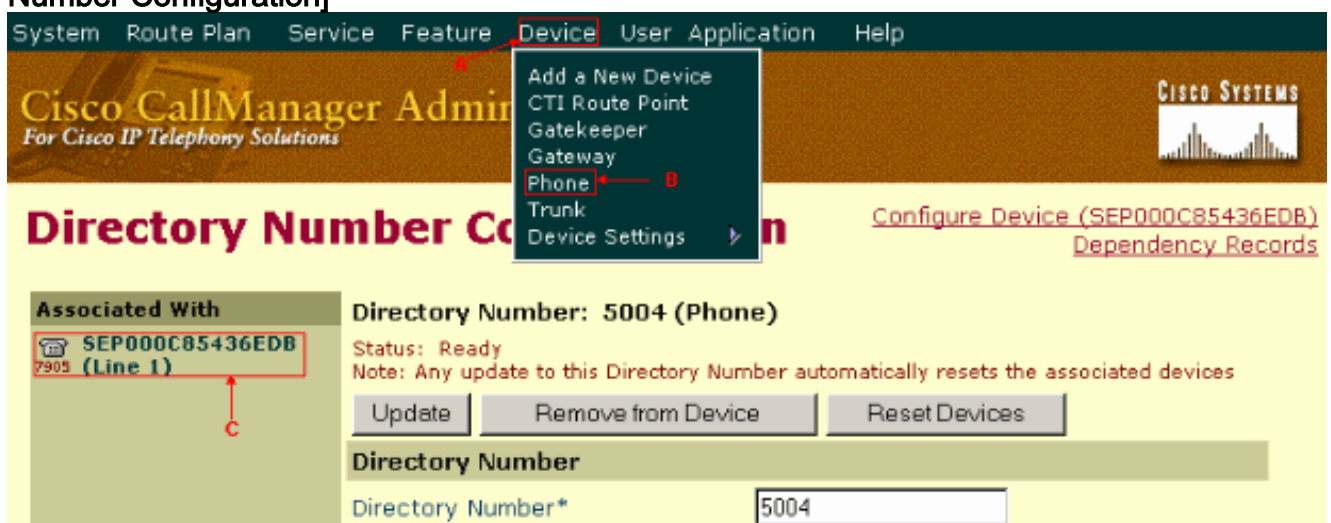 Number Configuration]
System Route Plan Service Feature Device User Application Help
A
Add a New Device
CTI Route Point
Gatekeeper
Gateway
Phone
B
Trunk
Device Settings
Cisco CallManager Admin
For Cisco IP Telephony Solutions
CISCO SYSTEMS
Directory Number Co n
Configure Device (SEP000C85436EDB)
Dependency Records
Associated With
SEP000C85436EDB
7905 (Line 1)
C
Directory Number: 5004 (Phone)
Status: Ready
Note: Any update to this Directory Number automatically resets the associated devices
Update Remove from Device Reset Devices
Directory Number
Directory Number* 5004